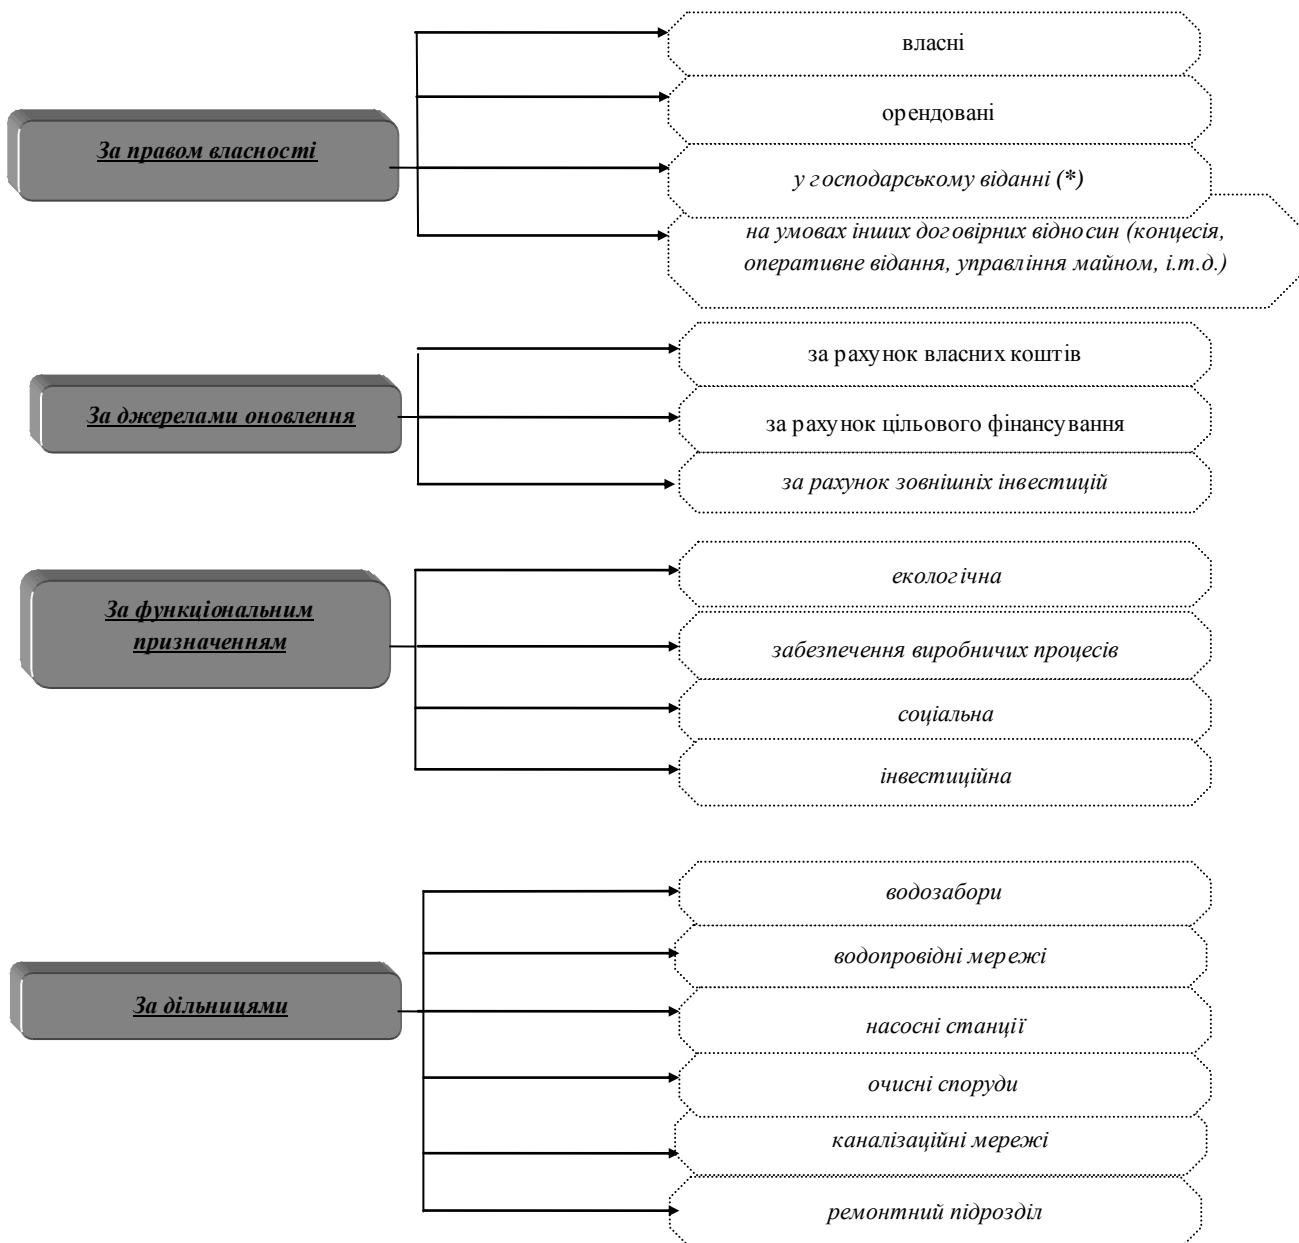 За правом власності
власні
орендовані
у господарському віданні (*)
на умовах інших договірних відносин (концесія,
оперативне відання, управління майном, і.т.д.)
За джерелами оновлення
за рахунок власних коштів
за рахунок цільового фінансування
за рахунок зовнішніх інвестицій
За функціональним
призначенням
екологічна
забезпечення виробничих процесів
соціальна
інвестиційна
За дільницями
водозабори
водопровідні мережі
насосні станції
очисні споруди
каналізаційні мережі
ремонтний підрозділ